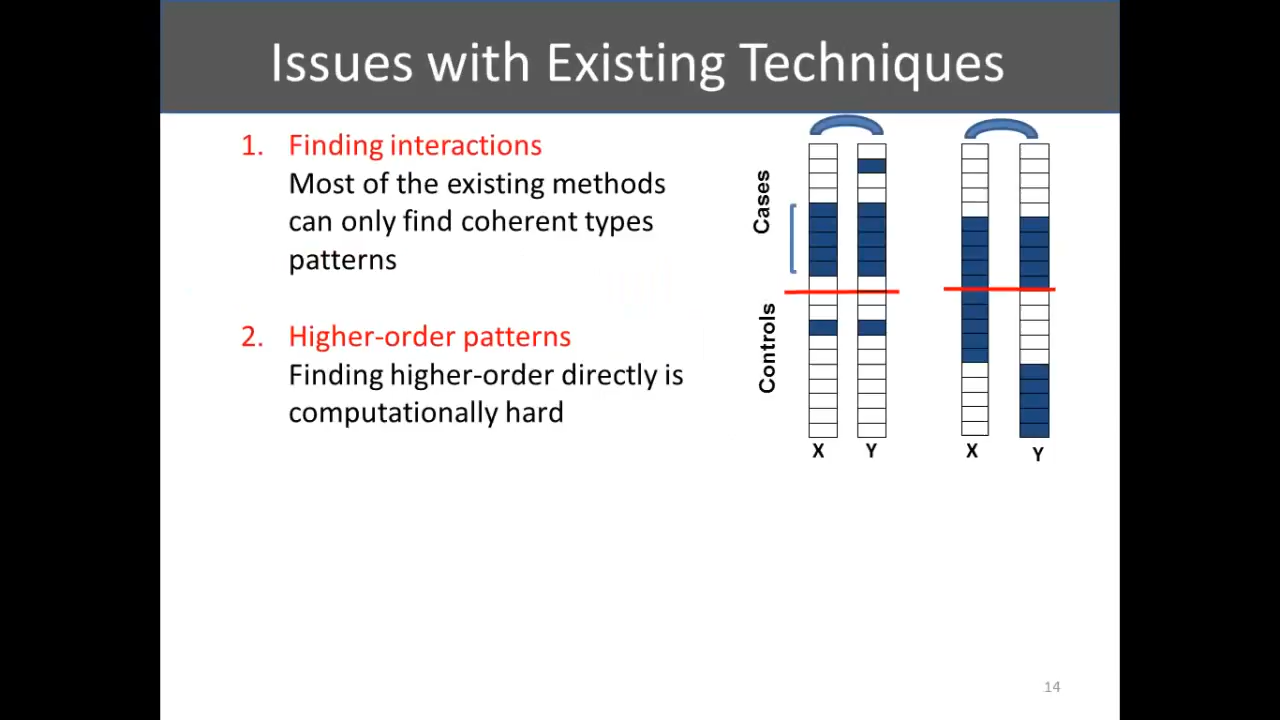 Issues with Existing Techniques
1. Finding interactions
Most of the existing methods
can only find coherent types
patterns
2. Higher-order patterns
Finding higher-order directly is
computationally hard
Cases
Controls
X Y
X Y
14